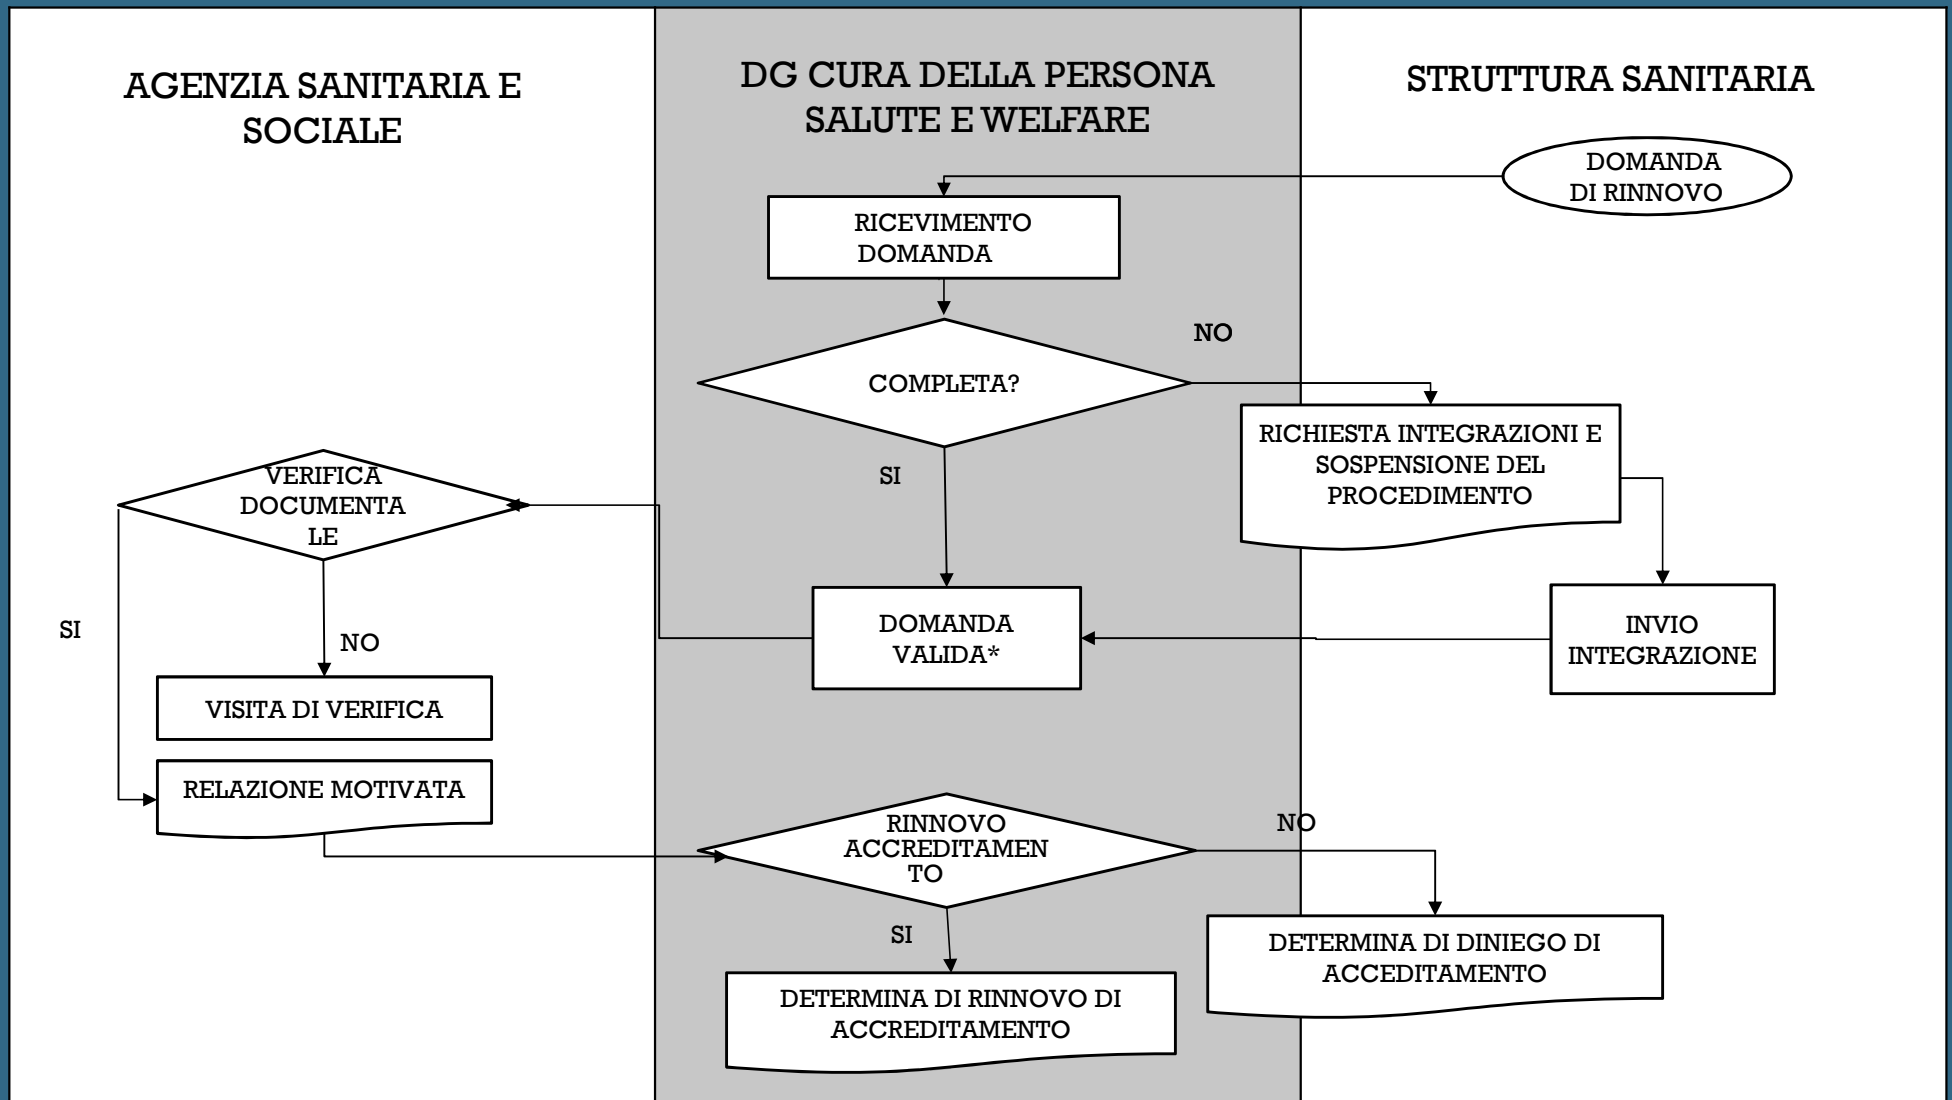 AGENZIA SANITARIA E
SOCIALE
DG CURA DELLA PERSONA
SALUTE E WELFARE
STRUTTURA SANITARIA
DOMANDA
DI RINNOVO
RICEVIMENTO
DOMANDA
NO
COMPLETA?
RICHIESTA INTEGRAZIONI E
SOSPENSIONE DEL
PROCEDIMENTO
SI
VERIFICA
DOCUMENTA
LE
DOMANDA
VALIDA*
INVIO
INTEGRAZIONE
SI
NO
VISITA DI VERIFICA
RELAZIONE MOTIVATA
RINNOVO
ACCREDITAMEN
TO
NO
SI
DETERMINA DI DINIEGO DI
ACCEDITAMENTO
DETERMINA DI RINNOVO DI
ACCREDITAMENTO